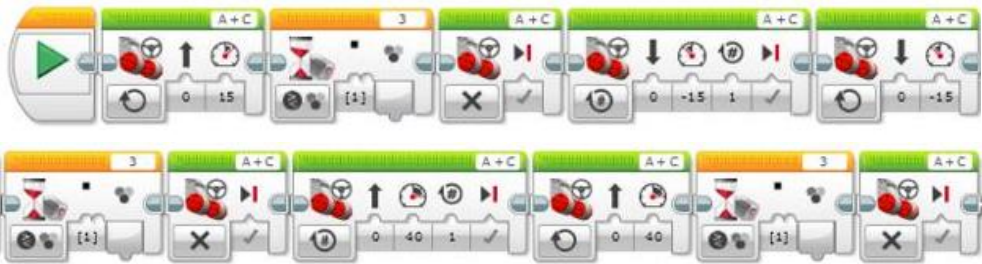 A+C 3 A+C A+C A+C
0 15 [1] 0 -15 1 0 -15
3 A+C A+C A+C 3 A+C
[1] 0 40 1 0 40 [1]